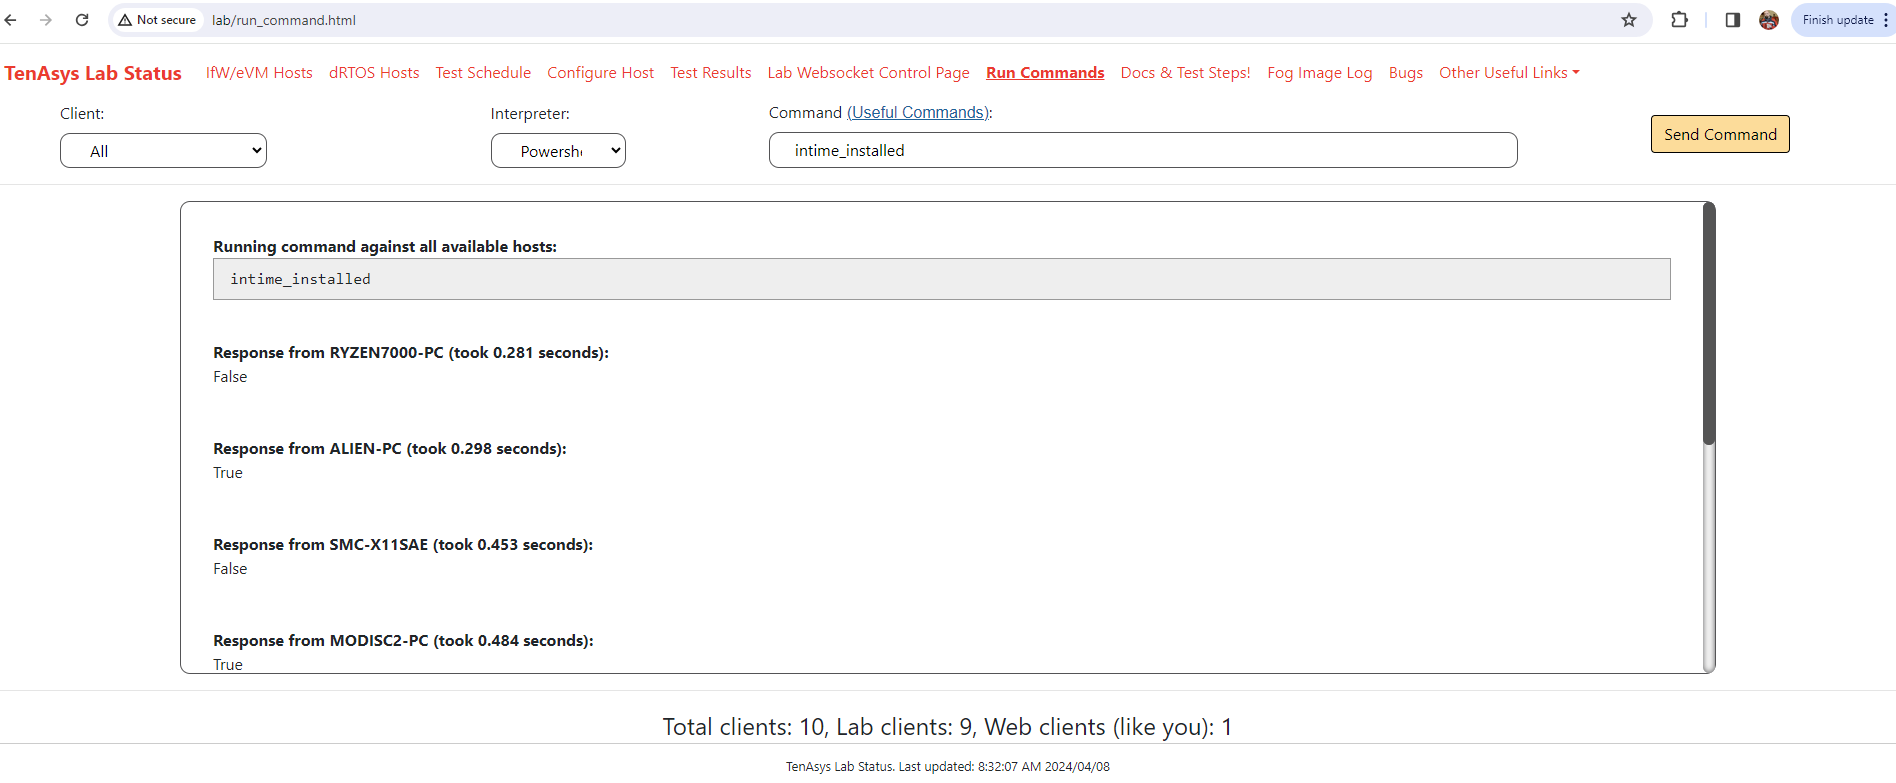 Not secure lab/run_command.html Finish update
TenAsys Lab Status IfW/eVM Hosts dRTOS Hosts Test Schedule Configure Host Test Results Lab Websocket Control Page Run Commands Docs & Test Steps! Fog Image Log Bugs Other Useful Links
Client: Interpreter: Command (Useful Commands):
All Powershe intime_installed Send Command
Running command against all available hosts:
intime_installed
Response from RYZEN7000-PC (took 0.281 seconds):
False
Response from ALIEN-PC (took 0.298 seconds):
True
Response from SMC-X11SAE (took 0.453 seconds):
False
Response from MODISC2-PC (took 0.484 seconds):
True
Total clients: 10, Lab clients: 9, Web clients (like you): 1
TenAsys Lab Status. Last updated: 8:32:07 AM 2024/04/08